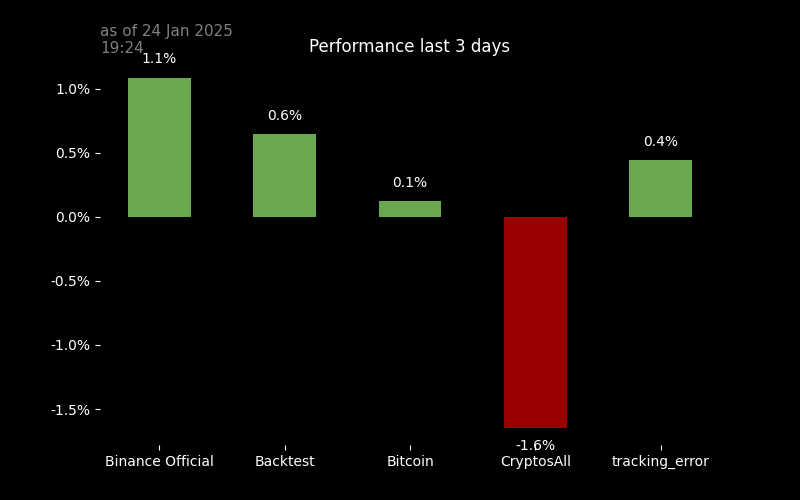 as of 24 Jan 2025
19:24
Performance last 3 days
1.1%
0.6%
0.1%
-1.6%
0.4%
1.0%
0.5%
0.0%
-0.5%
-1.0%
-1.5%
Binance Official
Backtest
Bitcoin
CryptosAll
tracking_error